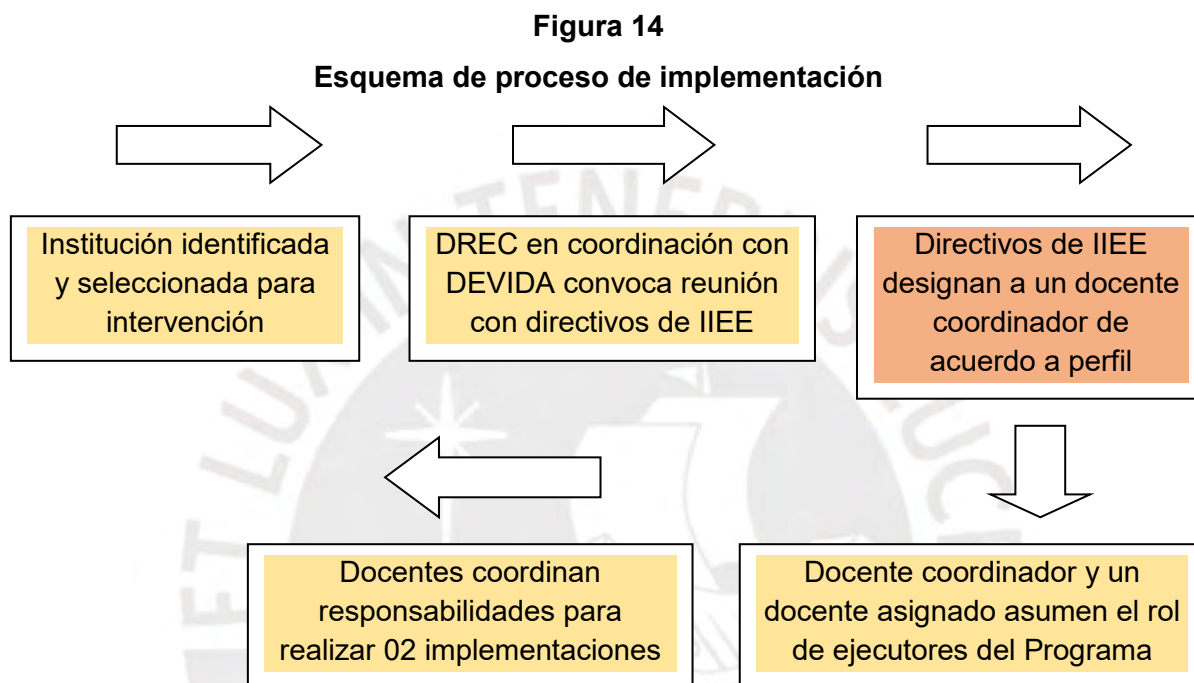 Figura 14
Esquema de proceso de implementación
Institución identificada
y seleccionada para
intervención
DREC en coordinación con
DEVIDA convoca reunión
con directivos de IIEE
Directivos de IIEE
designan a un docente
coordinador de
acuerdo a perfil
Docente coordinador y un
docente asignado asumen el rol
de ejecutores del Programa
Docentes coordinan
responsabilidades para
realizar 02 implementaciones